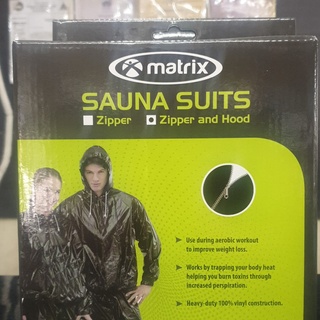 matrix
SAUNA SUITS
Zipper Zipper and Hood
Use during aerobic workout
to improve weight loss.
Works by trapping your body heat
helping you burn toxins through
increased perspiration.
Heavy-duty 100% vinyl construction.